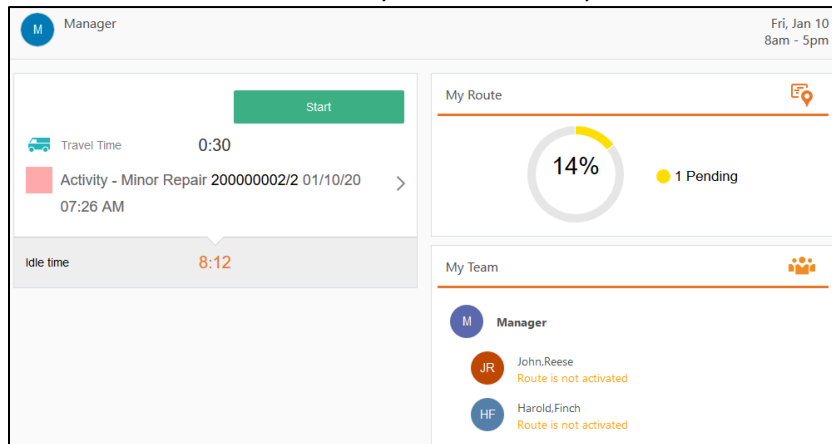 M
Manager
Fri, Jan 10
8am - 5pm
Start
Travel Time 0:30
Activity - Minor Repair 200000002/2 01/10/20
07:26 AM
Idle time 8:12
My Route
14%
1 Pending
My Team
M Manager
JR
John,Reese
Route is not activated
HF
Harold,Finch
Route is not activated